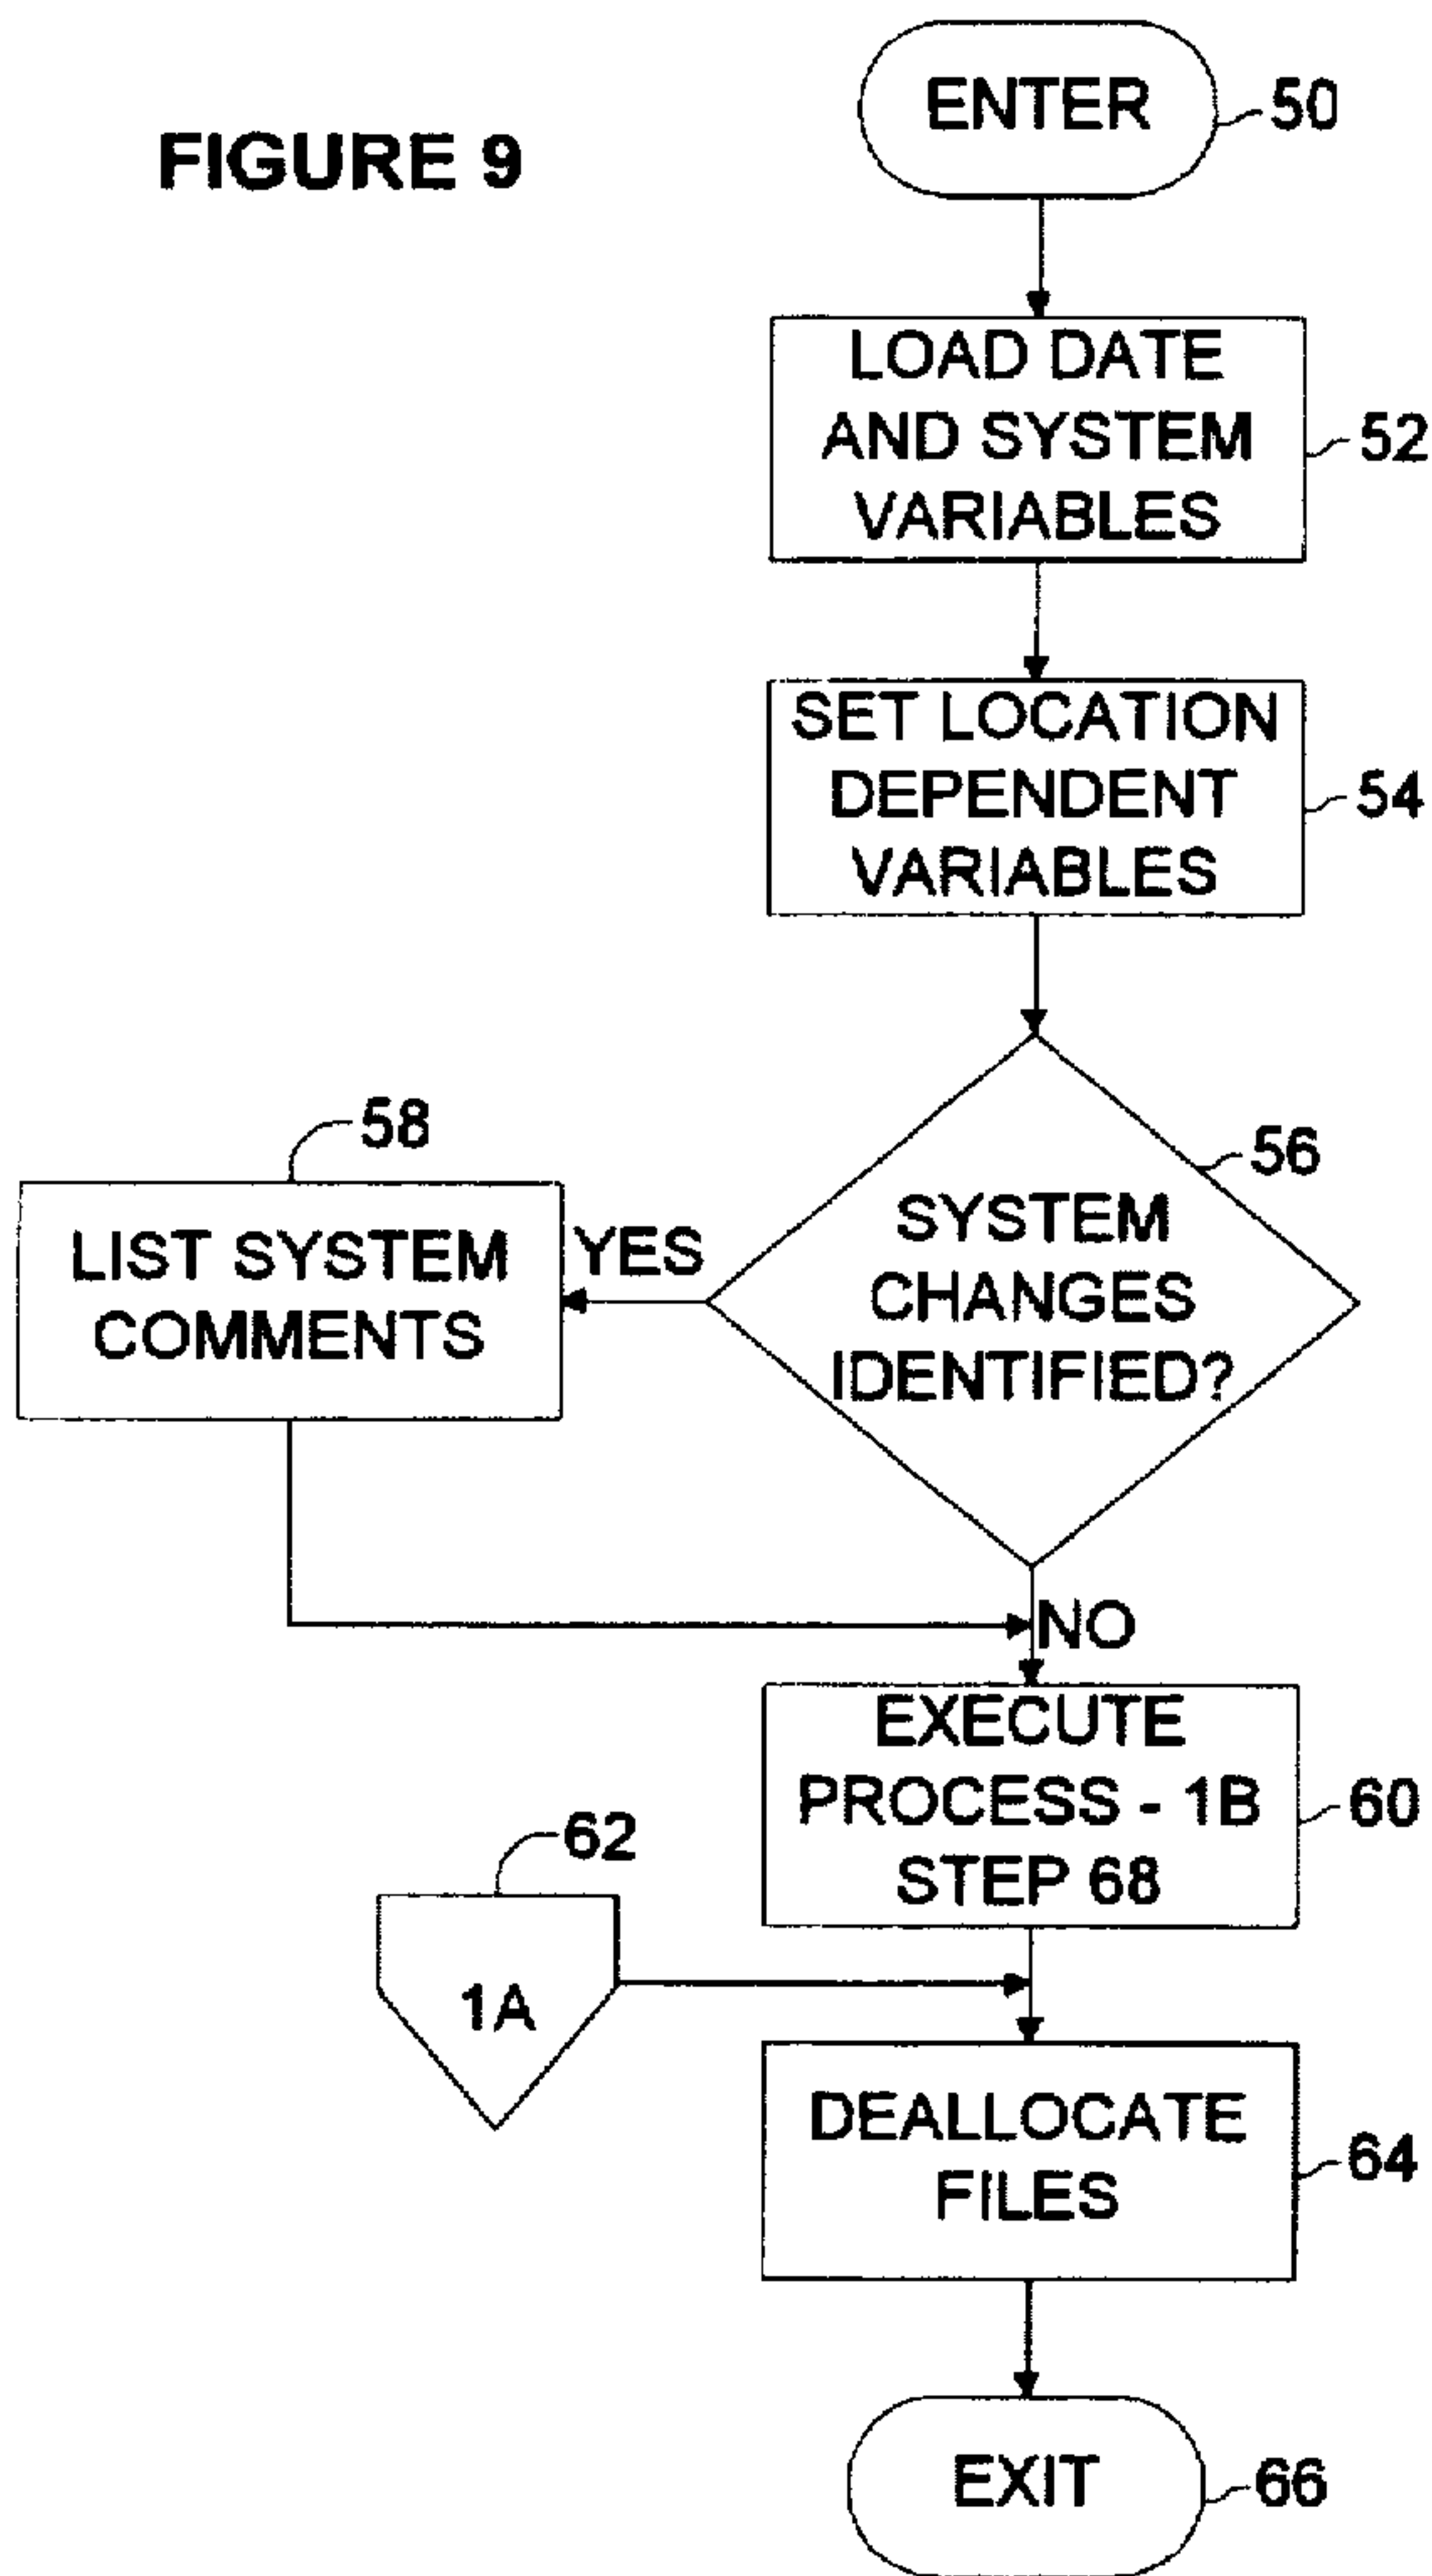 FIGURE 9
ENTER
50
LOAD DATE
AND SYSTEM
VARIABLES
52
SET LOCATION
DEPENDENT
VARIABLES
54
SYSTEM
CHANGES
IDENTIFIED?
56
YES
58
LIST SYSTEM
COMMENTS
NO
EXECUTE
PROCESS - 1B
STEP 68
60
62
1A
DEALLOCATE
FILES
64
EXIT
66